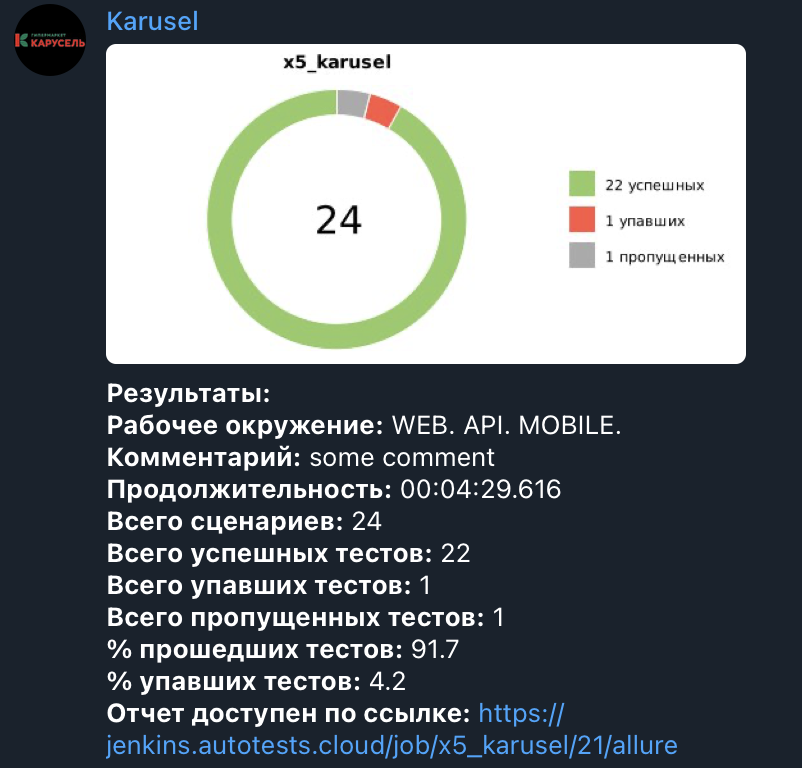 Karusel
ГИПЕРМАРКЕТ
КАРУСЕЛЬ
x5_karusel
24
22 успешных
1 упавших
1 пропущенных
Результаты:
Рабочее окружение: WEB. API. MOBILE.
Комментарий: some comment
Продолжительность: 00:04:29.616
Всего сценариев: 24
Всего успешных тестов: 22
Всего упавших тестов: 1
Всего пропущенных тестов: 1
% прошедших тестов: 91.7
% упавших тестов: 4.2
Отчет доступен по ссылке: https://
jenkins.autotests.cloud/job/x5_karusel/21/allure